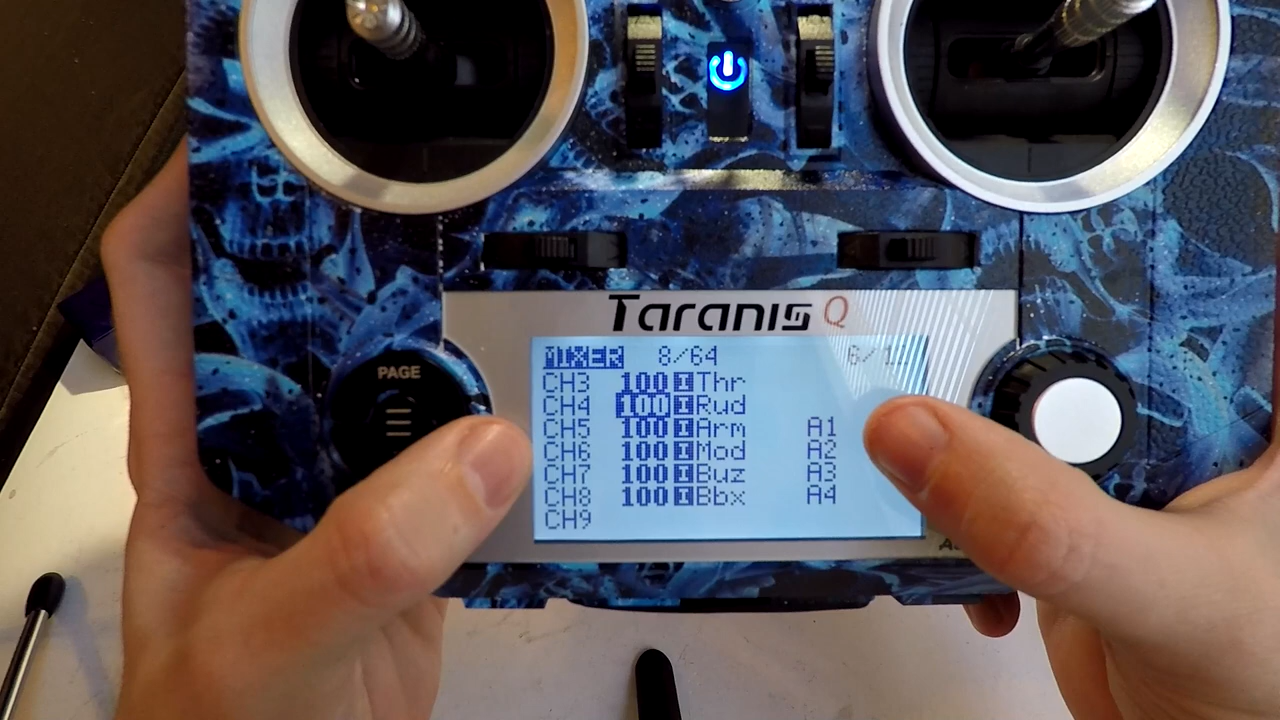 Taranis Q
PAGE
MIXER 8/64
CH3 100 I Thr
CH4 100 I Rud
CH5 100 I Arm A1
CH6 100 I Mod A2
CH7 100 I Buz A3
CH8 100 I Bbx A4
CH9